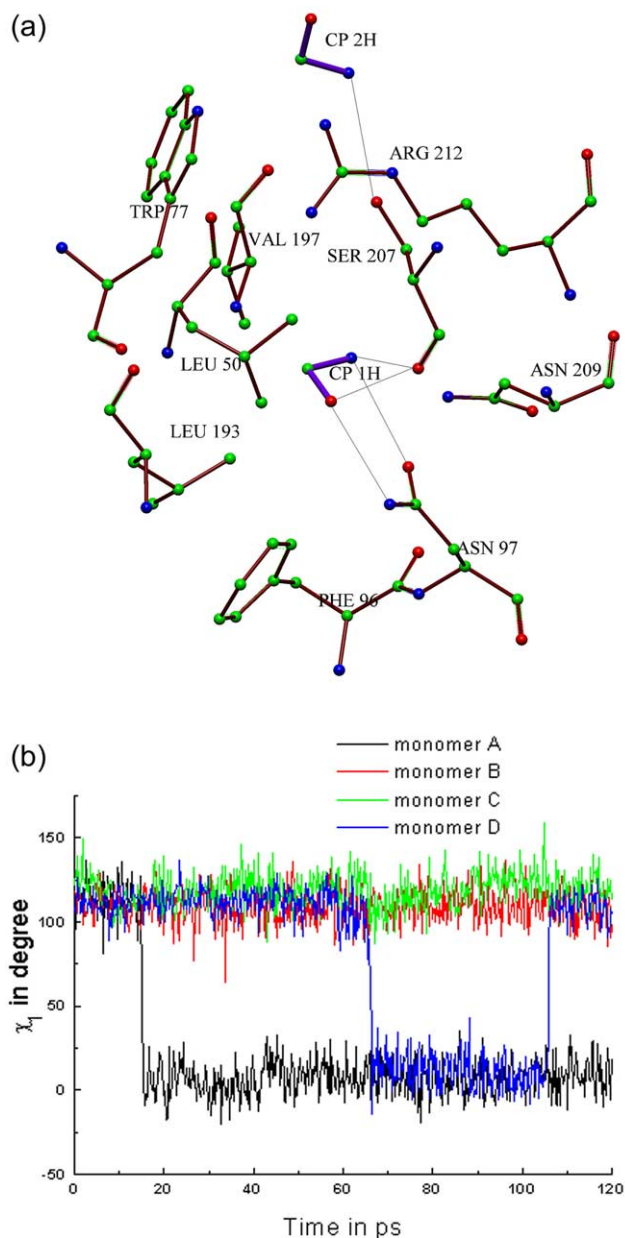 (a)
CP 2H
ARG 212
TRP 77
VAL 197
SER 207
LEU 50
CP 1H
ASN 209
LEU 193
ASN 97
PHE 96
(b)
monomer A
monomer B
monomer C
monomer D
150
100
50
0
-50
χ1 in degree
0 20 40 60 80 100 120
Time in ps